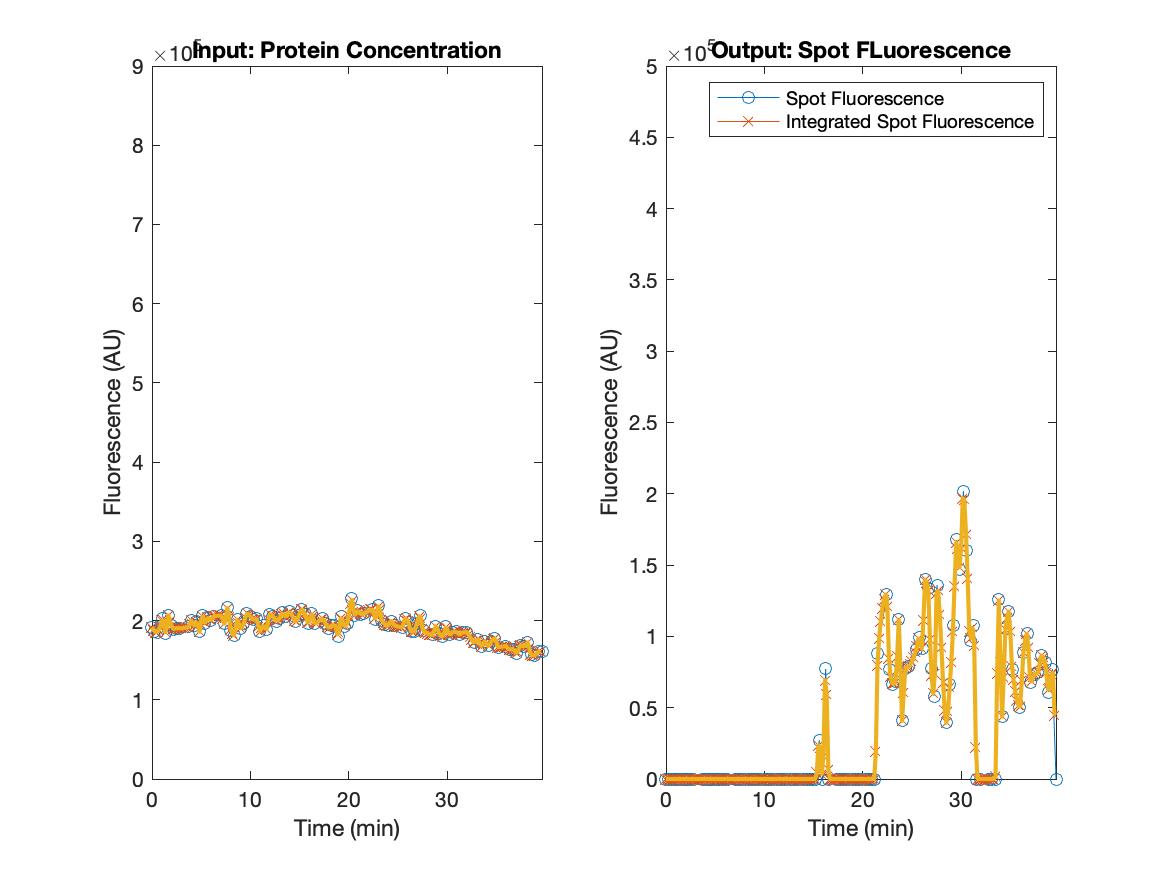 ×10⁵
Input: Protein Concentration
9
8
7
6
5
4
3
2
1
0
Fluorescence (AU)
0 10 20 30
Time (min)
×10⁵
Output: Spot FLuorescence
Spot Fluorescence
Integrated Spot Fluorescence
5
4.5
4
3.5
3
2.5
2
1.5
1
0.5
0
Fluorescence (AU)
0 10 20 30
Time (min)